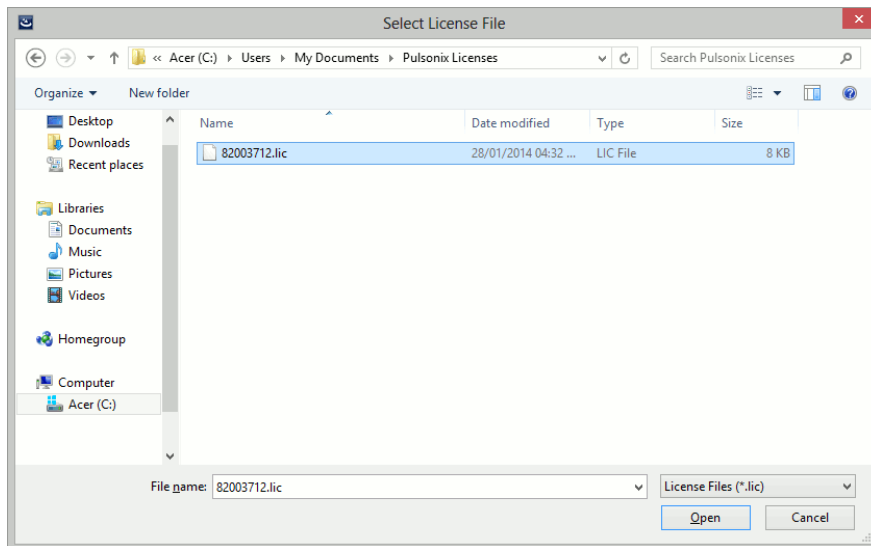 Select License File
« Acer (C:) Users My Documents Pulsonix Licenses Search Pulsonix Licenses
Organize New folder
Desktop
Downloads
Recent places
Libraries
Documents
Music
Pictures
Videos
Homegroup
Computer
Acer (C:)
Name Date modified Type Size
82003712.lic 28/01/2014 04:32 ... LIC File 8 KB
File name: 82003712.lic License Files (*.lic)
Open Cancel